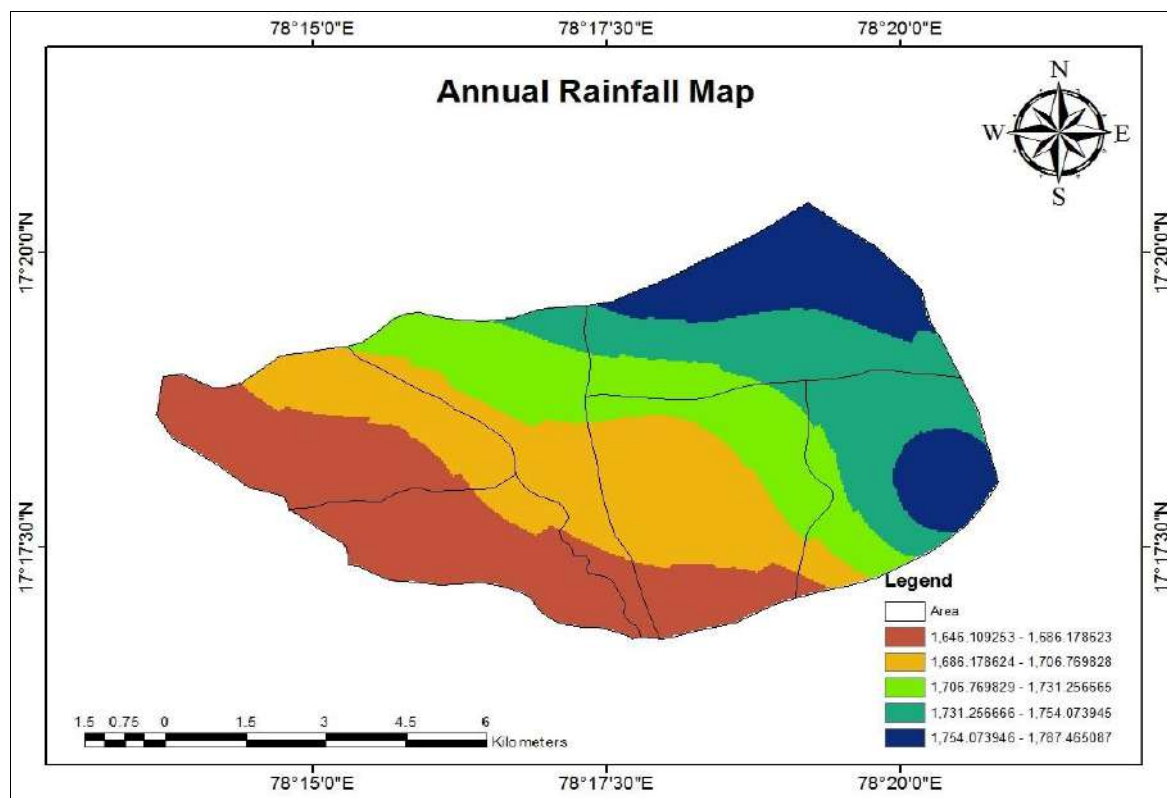 78°15'0"E 78°17'30"E 78°20'0"E
Annual Rainfall Map
N
W E
S
17°20'0"N 17°20'0"N
17°17'30"N 17°17'30"N
Legend
Area
1,646.109253 - 1,686.178623
1,686.178624 - 1,706.769828
1,706.769829 - 1,731.256665
1,731.256666 - 1,754.073945
1,754.073946 - 1,787.465087
1.5 0.75 0 1.5 3 4.5 6
Kilometers
78°15'0"E 78°17'30"E 78°20'0"E